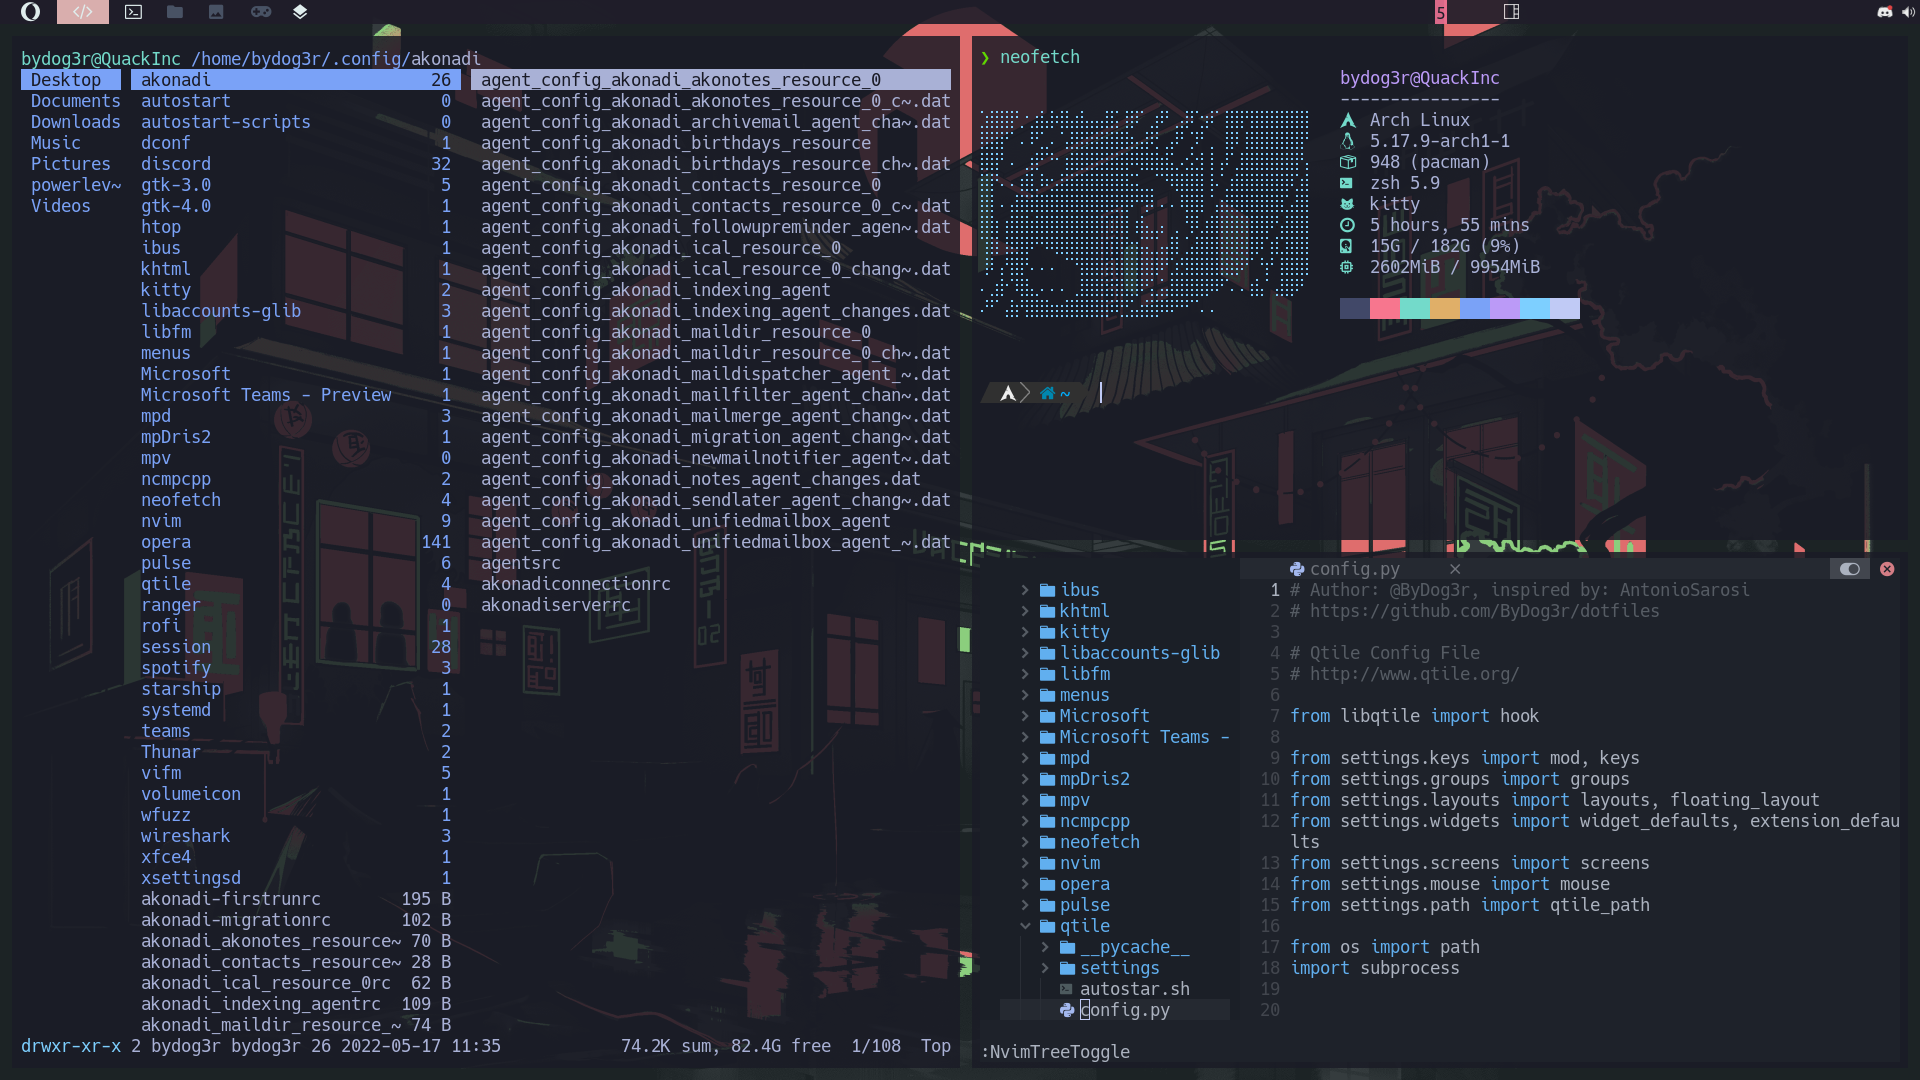 5
bydog3r@QuackInc /home/bydog3r/.config/akonadi
Desktop
Documents
Downloads
Music
Pictures
powerlev~
Videos
akonadi 26
autostart 0
autostart-scripts 0
dconf 1
discord 32
gtk-3.0 5
gtk-4.0 1
htop 1
ibus 1
khtml 1
kitty 2
libaccounts-glib 3
libfm 1
menus 1
Microsoft 1
Microsoft Teams - Preview 1
mpd 3
mpDris2 1
mpv 0
ncmpcpp 2
neofetch 4
nvim 9
opera 141
pulse 6
qtile 4
ranger 0
rofi 1
session 28
spotify 3
starship 1
systemd 1
teams 2
Thunar 2
vifm 5
volumeicon 1
wfuzz 1
wireshark 3
xfce4 1
xsettingsd 1
akonadi-firstrunrc 195 B
akonadi-migrationrc 102 B
akonadi_akonotes_resource~ 70 B
akonadi_contacts_resource~ 28 B
akonadi_ical_resource_0rc 62 B
akonadi_indexing_agentrc 109 B
akonadi_maildir_resource_~ 74 B
agent_config_akonadi_akonotes_resource_0
agent_config_akonadi_akonotes_resource_0_c~.dat
agent_config_akonadi_archivemail_agent_cha~.dat
agent_config_akonadi_birthdays_resource
agent_config_akonadi_birthdays_resource_ch~.dat
agent_config_akonadi_contacts_resource_0
agent_config_akonadi_contacts_resource_0_c~.dat
agent_config_akonadi_followupreminder_agen~.dat
agent_config_akonadi_ical_resource_0
agent_config_akonadi_ical_resource_0_chang~.dat
agent_config_akonadi_indexing_agent
agent_config_akonadi_indexing_agent_changes.dat
agent_config_akonadi_maildir_resource_0
agent_config_akonadi_maildir_resource_0_ch~.dat
agent_config_akonadi_maildispatcher_agent_~.dat
agent_config_akonadi_mailfilter_agent_chan~.dat
agent_config_akonadi_mailmerge_agent_chang~.dat
agent_config_akonadi_migration_agent_chang~.dat
agent_config_akonadi_newmailnotifier_agent~.dat
agent_config_akonadi_notes_agent_changes.dat
agent_config_akonadi_sendlater_agent_chang~.dat
agent_config_akonadi_unifiedmailbox_agent
agent_config_akonadi_unifiedmailbox_agent_~.dat
agentsrc
akonadiconnectionrc
akonadiserverrc
drwxr-xr-x 2 bydog3r bydog3r 26 2022-05-17 11:35 74.2K sum, 82.4G free 1/108 Top
❯ neofetch
bydog3r@QuackInc
----------------
Arch Linux
5.17.9-arch1-1
948 (pacman)
zsh 5.9
kitty
5 hours, 55 mins
15G / 182G (9%)
2602MiB / 9954MiB
~
ibus
khtml
kitty
libaccounts-glib
libfm
menus
Microsoft
Microsoft Teams -
mpd
mpDris2
mpv
ncmpcpp
neofetch
nvim
opera
pulse
qtile
__pycache__
settings
autostar.sh
config.py
config.py
1 # Author: @ByDog3r, inspired by: AntonioSarosi
2 # https://github.com/ByDog3r/dotfiles
3
4 # Qtile Config File
5 # http://www.qtile.org/
6
7 from libqtile import hook
8
9 from settings.keys import mod, keys
10 from settings.groups import groups
11 from settings.layouts import layouts, floating_layout
12 from settings.widgets import widget_defaults, extension_defau
lts
13 from settings.screens import screens
14 from settings.mouse import mouse
15 from settings.path import qtile_path
16
17 from os import path
18 import subprocess
19
20
:NvimTreeToggle